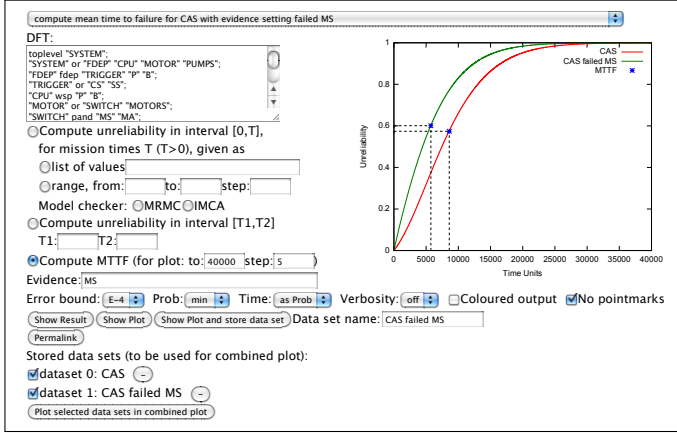 compute mean time to failure for CAS with evidence setting failed MS
DFT:
toplevel "SYSTEM";
"SYSTEM" or "FDEP" "CPU" "MOTOR" "PUMPS";
"FDEP" fdep "TRIGGER" "P" "B";
"TRIGGER" or "CS" "SS";
"CPU" wsp "P" "B";
"MOTOR" or "SWITCH" "MOTORS";
"SWITCH" pand "MS" "MA";
Compute unreliability in interval [0,T],
for mission times T (T>0), given as
list of values
range, from: to: step:
Model checker: MRMC IMCA
Compute unreliability in interval [T1,T2]
T1: T2:
Compute MTTF (for plot: to: 40000 step: 5 )
Evidence: MS
Error bound: E-4 Prob: min Time: as Prob Verbosity: off Coloured output No pointmarks
Show Result Show Plot Show Plot and store data set Data set name: CAS failed MS
Permalink
Stored data sets (to be used for combined plot):
dataset 0: CAS -
dataset 1: CAS failed MS -
Plot selected data sets in combined plot
CAS
CAS failed MS
MTTF
Unreliability
1
0.8
0.6
0.4
0.2
0
0 5000 10000 15000 20000 25000 30000 35000 40000
Time Units